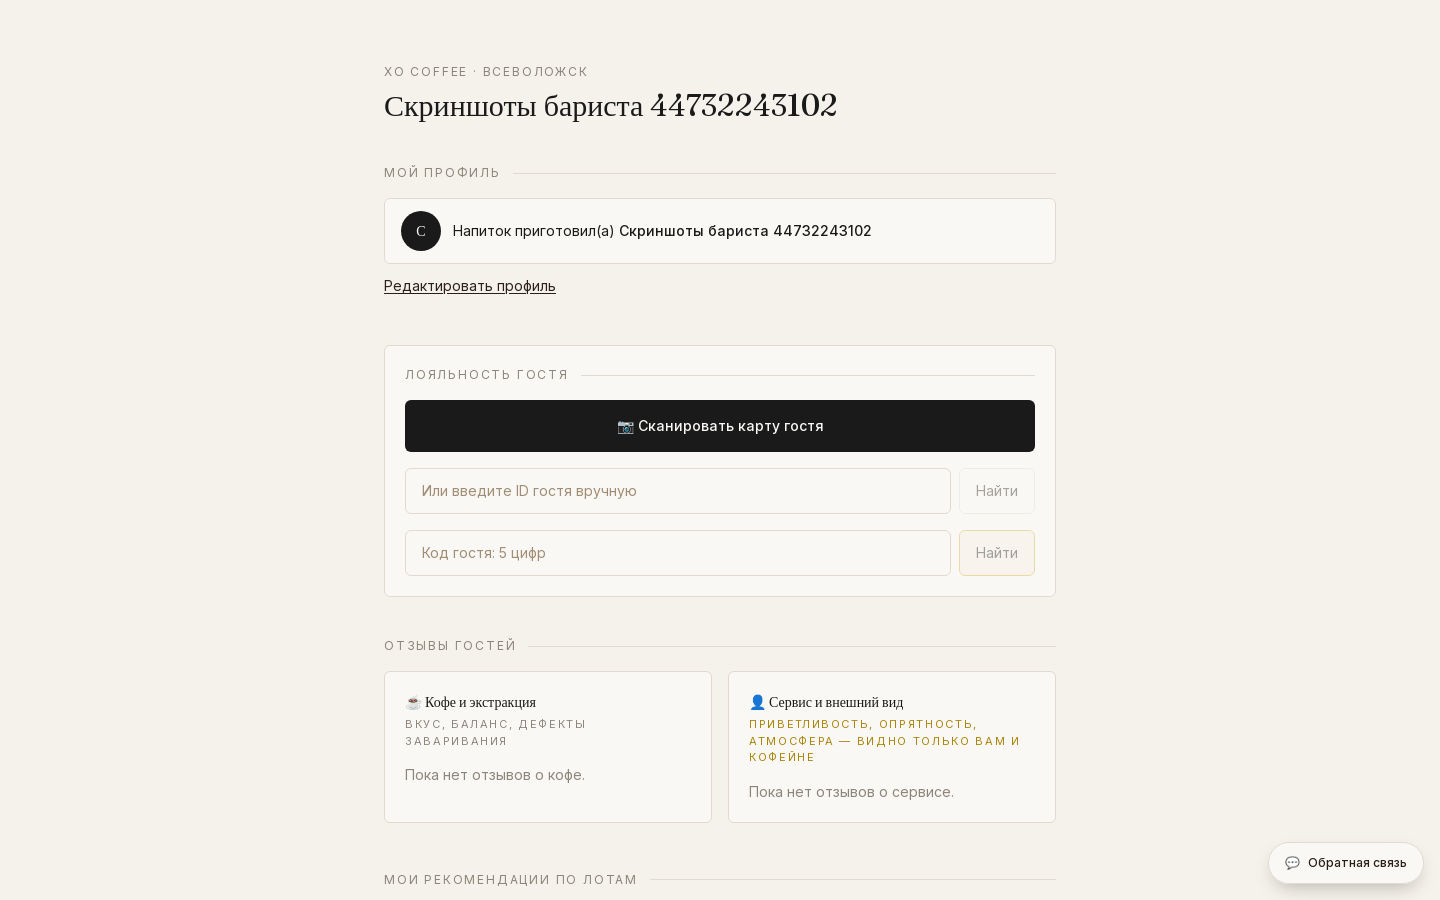 XO COFFEE · ВСЕВОЛОЖСК
Скриншоты бариста 44732243102
МОЙ ПРОФИЛЬ
С
Напиток приготовил(а) Скриншоты бариста 44732243102
Редактировать профиль
ЛОЯЛЬНОСТЬ ГОСТЯ
📷 Сканировать карту гостя
Или введите ID гостя вручную
Найти
Код гостя: 5 цифр
Найти
ОТЗЫВЫ ГОСТЕЙ
☕ Кофе и экстракция
ВКУС, БАЛАНС, ДЕФЕКТЫ
ЗАВАРИВАНИЯ
Пока нет отзывов о кофе.
👤 Сервис и внешний вид
ПРИВЕТЛИВОСТЬ, ОПРЯТНОСТЬ,
АТМОСФЕРА — ВИДНО ТОЛЬКО ВАМ И
КОФЕЙНЕ
Пока нет отзывов о сервисе.
МОИ РЕКОМЕНДАЦИИ ПО ЛОТАМ
💬 Обратная связь